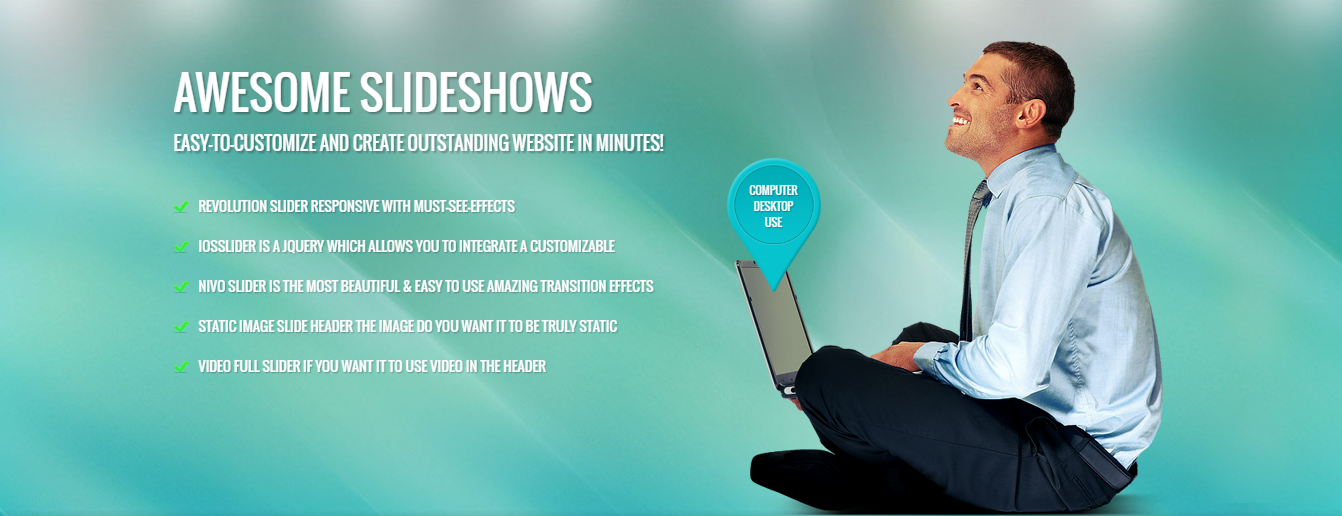 AWESOME SLIDESHOWS
EASY-TO-CUSTOMIZE AND CREATE OUTSTANDING WEBSITE IN MINUTES!
REVOLUTION SLIDER RESPONSIVE WITH MUST-SEE-EFFECTS
IOSSLIDER IS A JQUERY WHICH ALLOWS YOU TO INTEGRATE A CUSTOMIZABLE
NIVO SLIDER IS THE MOST BEAUTIFUL & EASY TO USE AMAZING TRANSITION EFFECTS
STATIC IMAGE SLIDE HEADER THE IMAGE DO YOU WANT IT TO BE TRULY STATIC
VIDEO FULL SLIDER IF YOU WANT IT TO USE VIDEO IN THE HEADER
COMPUTER
DESKTOP
USE